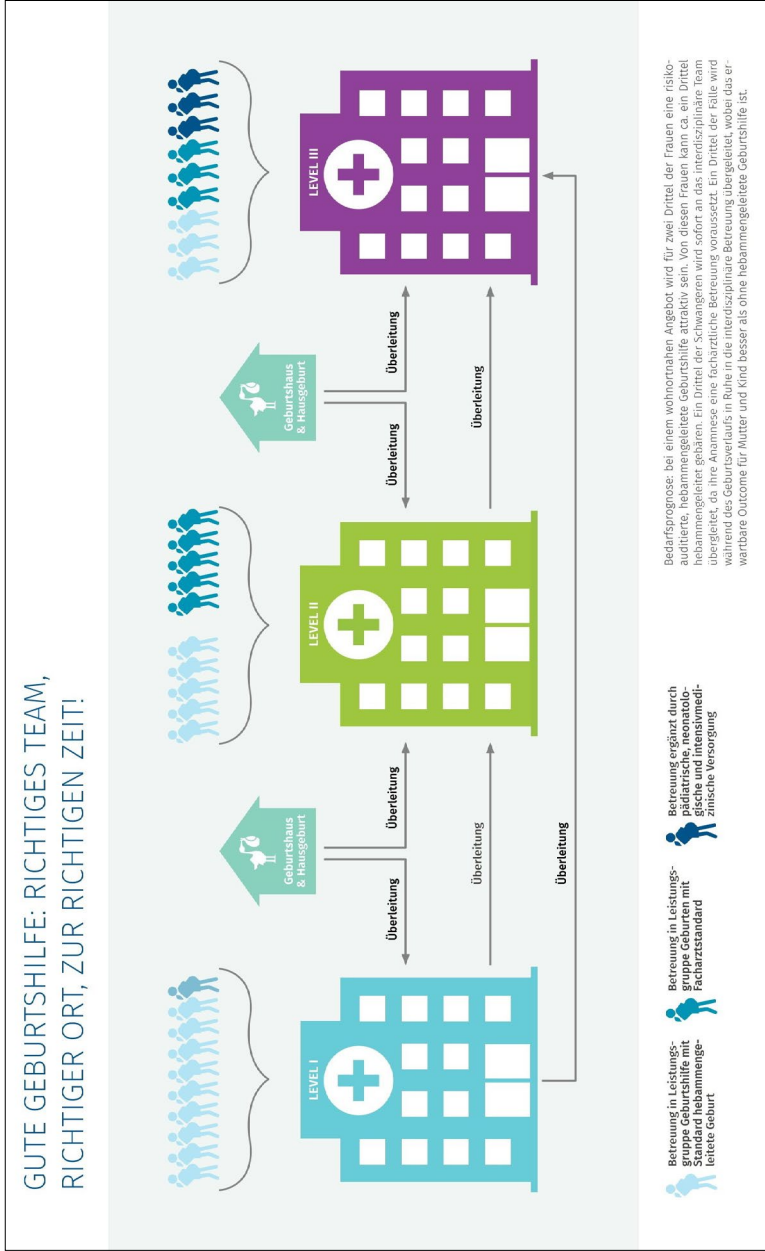 GUTE GEBURTSHILFE: RICHTIGES TEAM,
RICHTIGER ORT, ZUR RICHTIGEN ZEIT!
LEVEL I
Geburtshaus
& Hausgeburt
LEVEL II
Geburtshaus
& Hausgeburt
LEVEL III
Überleitung
Überleitung
Überleitung
Überleitung
Überleitung
Überleitung
Überleitung
Betreuung in Leistungs-
gruppe Geburtshilfe mit
Standard hebammenge-
leitete Geburt
Betreuung in Leistungs-
gruppe Geburten mit
Facharztstandard
Betreuung ergänzt durch
pädiatrische, neonatolo-
gische und intensivmedi-
zinische Versorgung
Bedarfsprognose: bei einem wohnortnahen Angebot wird für zwei Drittel der Frauen eine risiko-
auditierte, hebammengeleitete Geburtshilfe attraktiv sein. Von diesen Frauen kann ca. ein Drittel
hebammengeleitet gebären. Ein Drittel der Schwangeren wird sofort an das interdisziplinäre Team
übergleitet, da ihre Anamnese eine fachärztliche Betreuung voraussetzt. Ein Drittel der Fälle wird
während des Geburtsverlaufs in Ruhe in die interdisziplinäre Betreuung übergeleitet, wobei das er-
wartbare Outcome für Mutter und Kind besser als ohne hebammengeleitete Geburtshilfe ist.